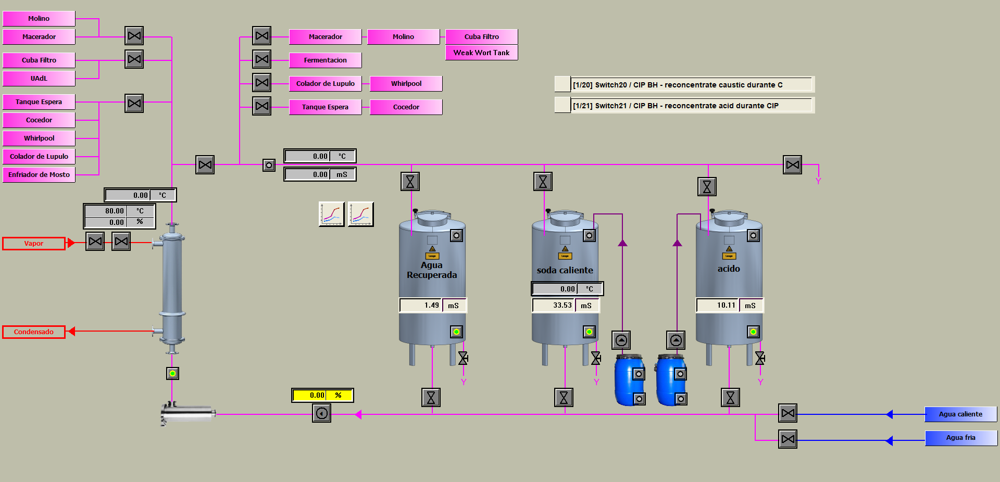 Molino
Macerador
Cuba Filtro
UAdL
Tanque Espera
Cocedor
Whirlpool
Colador de Lupulo
Enfriador de Mosto
Macerador
Molino
Cuba Filtro
Weak Wort Tank
Fermentacion
Colador de Lupulo
Whirlpool
Tanque Espera
Cocedor
[1/20] Switch20 / CIP BH - reconcentrate caustic durante C
[1/21] Switch21 / CIP BH - reconcentrate acid durante CIP
0.00 °C
0.00 mS
0.00 °C
80.00 °C
0.00 %
Vapor
Condensado
Y
Lauge
Agua
Recuperada
1.49 mS
Y
Lauge
soda caliente
0.00 °C
33.53 mS
Y
Lauge
acido
10.11 mS
Y
0.00 %
Agua caliente
Agua fria